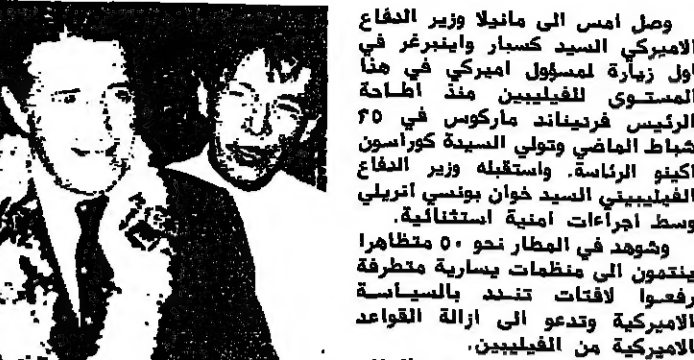 وصل امس الى مانيلا وزير الدفاع
الاميركي السيد كسبار واينبرغر في
اول زيارة لمسؤول اميركي في هذا
المستوى للفيليبين منذ اطاحة
الرئيس فرديناند ماركوس في ٢٥
شباط الماضي وتولي السيدة كوراسون
اكينو الرئاسة. واستقبله وزير الدفاع
الفيليبيني السيد خوان بونسي انريلي
وسط اجراءات امنية استثنائية.
وشوهد في المطار نحو ٥٠ متظاهرا
ينتمون الى منظمات يسارية متطرفة
رفعوا لافتات تندد بالسياسة
الاميركية وتدعو الى ازالة القواعد
الاميركية من الفيليبين.